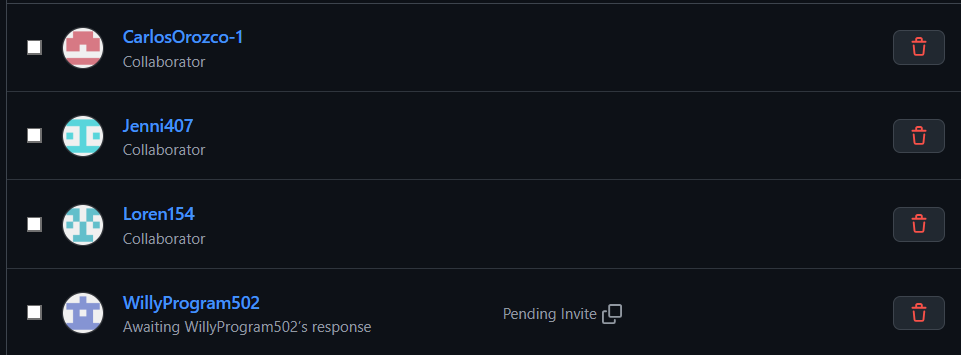 CarlosOrozco-1
Collaborator
Jenni407
Collaborator
Loren154
Collaborator
WillyProgram502
Awaiting WillyProgram502's response
Pending Invite